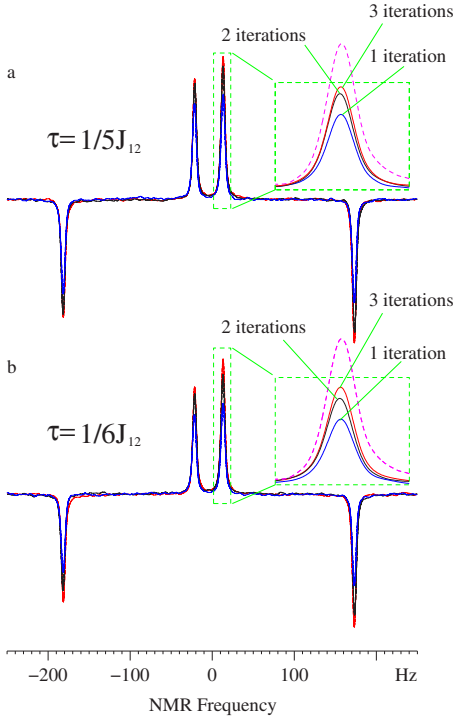 3 iterations
2 iterations
1 iteration
a
τ= 1/5J₁₂
3 iterations
2 iterations
1 iteration
b
τ= 1/6J₁₂
−200 −100 0 100 Hz
NMR Frequency